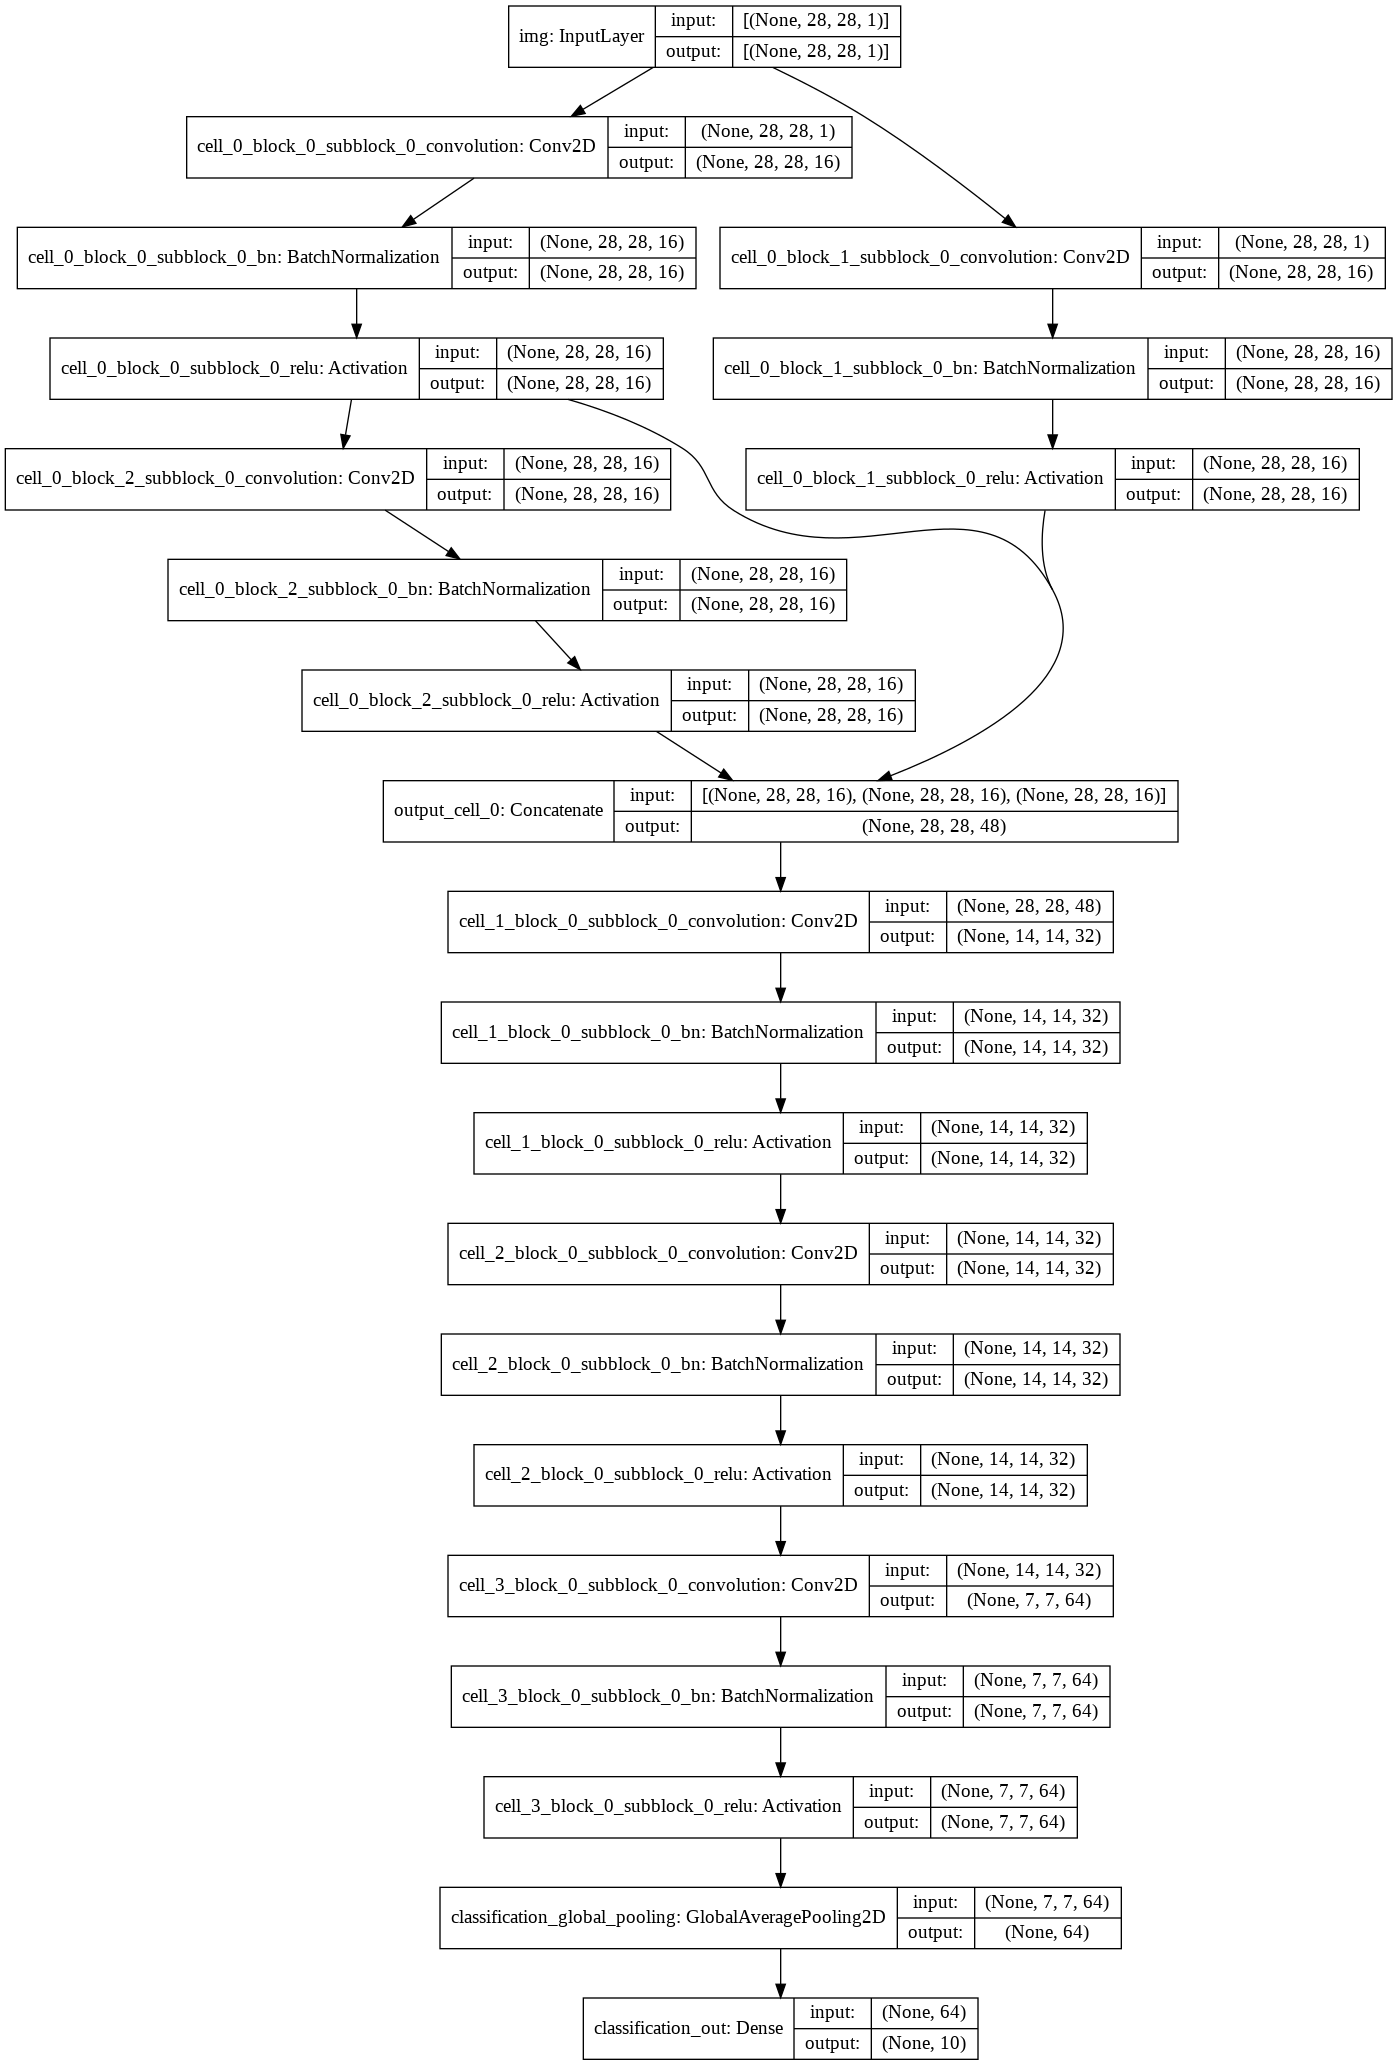 img: InputLayer
input:
[(None, 28, 28, 1)]
output:
[(None, 28, 28, 1)]
cell_0_block_0_subblock_0_convolution: Conv2D
input:
(None, 28, 28, 1)
output:
(None, 28, 28, 16)
cell_0_block_0_subblock_0_bn: BatchNormalization
input:
(None, 28, 28, 16)
output:
(None, 28, 28, 16)
cell_0_block_1_subblock_0_convolution: Conv2D
input:
(None, 28, 28, 1)
output:
(None, 28, 28, 16)
cell_0_block_0_subblock_0_relu: Activation
input:
(None, 28, 28, 16)
output:
(None, 28, 28, 16)
cell_0_block_1_subblock_0_bn: BatchNormalization
input:
(None, 28, 28, 16)
output:
(None, 28, 28, 16)
cell_0_block_2_subblock_0_convolution: Conv2D
input:
(None, 28, 28, 16)
output:
(None, 28, 28, 16)
cell_0_block_1_subblock_0_relu: Activation
input:
(None, 28, 28, 16)
output:
(None, 28, 28, 16)
cell_0_block_2_subblock_0_bn: BatchNormalization
input:
(None, 28, 28, 16)
output:
(None, 28, 28, 16)
cell_0_block_2_subblock_0_relu: Activation
input:
(None, 28, 28, 16)
output:
(None, 28, 28, 16)
output_cell_0: Concatenate
input:
[(None, 28, 28, 16), (None, 28, 28, 16), (None, 28, 28, 16)]
output:
(None, 28, 28, 48)
cell_1_block_0_subblock_0_convolution: Conv2D
input:
(None, 28, 28, 48)
output:
(None, 14, 14, 32)
cell_1_block_0_subblock_0_bn: BatchNormalization
input:
(None, 14, 14, 32)
output:
(None, 14, 14, 32)
cell_1_block_0_subblock_0_relu: Activation
input:
(None, 14, 14, 32)
output:
(None, 14, 14, 32)
cell_2_block_0_subblock_0_convolution: Conv2D
input:
(None, 14, 14, 32)
output:
(None, 14, 14, 32)
cell_2_block_0_subblock_0_bn: BatchNormalization
input:
(None, 14, 14, 32)
output:
(None, 14, 14, 32)
cell_2_block_0_subblock_0_relu: Activation
input:
(None, 14, 14, 32)
output:
(None, 14, 14, 32)
cell_3_block_0_subblock_0_convolution: Conv2D
input:
(None, 14, 14, 32)
output:
(None, 7, 7, 64)
cell_3_block_0_subblock_0_bn: BatchNormalization
input:
(None, 7, 7, 64)
output:
(None, 7, 7, 64)
cell_3_block_0_subblock_0_relu: Activation
input:
(None, 7, 7, 64)
output:
(None, 7, 7, 64)
classification_global_pooling: GlobalAveragePooling2D
input:
(None, 7, 7, 64)
output:
(None, 64)
classification_out: Dense
input:
(None, 64)
output:
(None, 10)